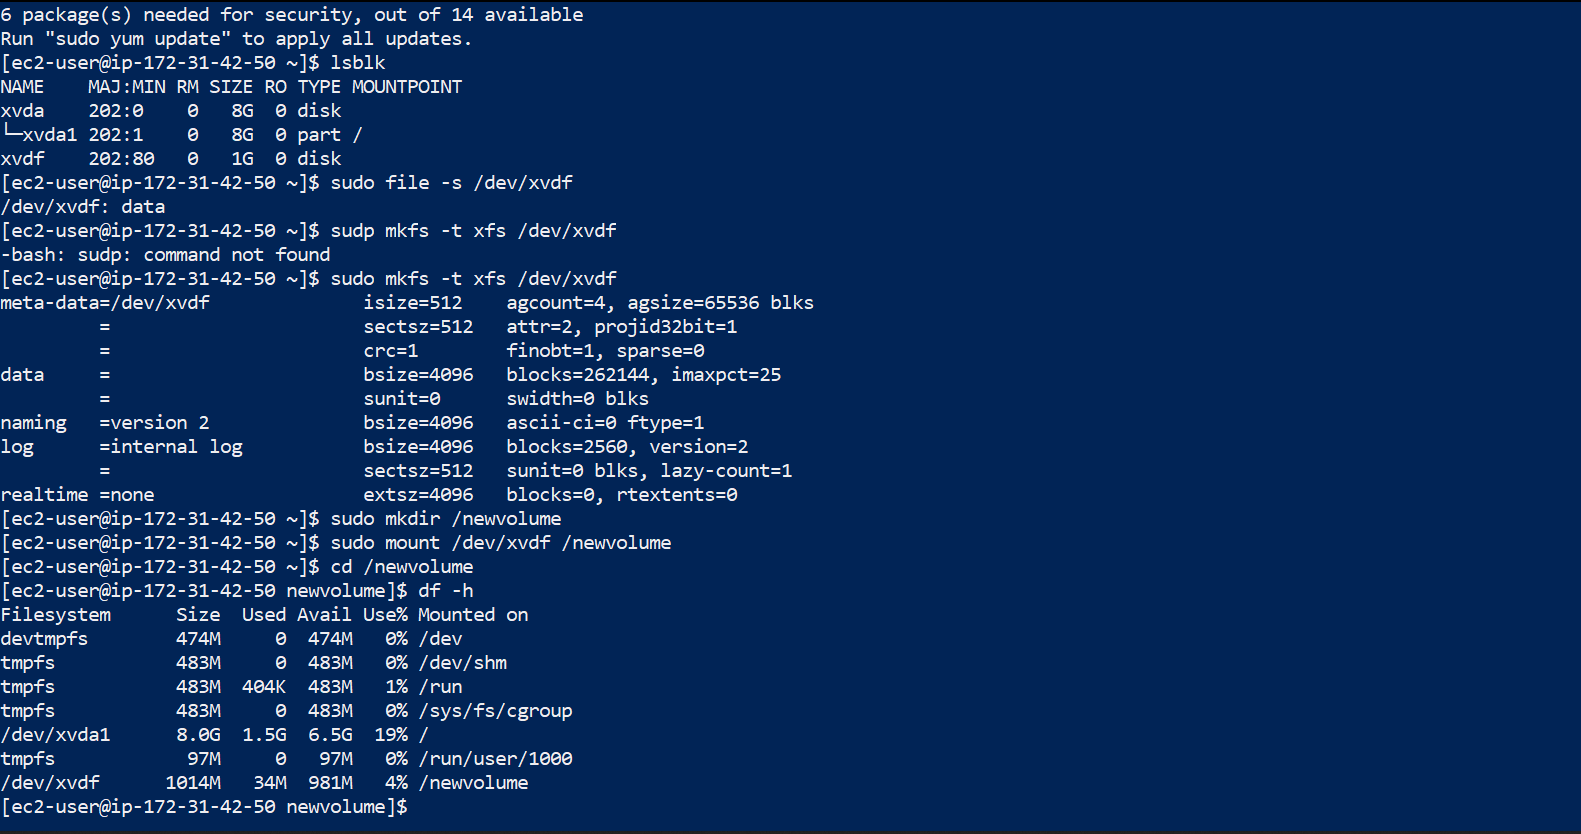 6 package(s) needed for security, out of 14 available
Run "sudo yum update" to apply all updates.
[ec2-user@ip-172-31-42-50 ~]$ lsblk
NAME    MAJ:MIN RM SIZE RO TYPE MOUNTPOINT
xvda    202:0    0   8G  0 disk
└─xvda1 202:1    0   8G  0 part /
xvdf    202:80   0   1G  0 disk
[ec2-user@ip-172-31-42-50 ~]$ sudo file -s /dev/xvdf
/dev/xvdf: data
[ec2-user@ip-172-31-42-50 ~]$ sudp mkfs -t xfs /dev/xvdf
-bash: sudp: command not found
[ec2-user@ip-172-31-42-50 ~]$ sudo mkfs -t xfs /dev/xvdf
meta-data=/dev/xvdf              isize=512    agcount=4, agsize=65536 blks
         =                       sectsz=512   attr=2, projid32bit=1
         =                       crc=1        finobt=1, sparse=0
data     =                       bsize=4096   blocks=262144, imaxpct=25
         =                       sunit=0      swidth=0 blks
naming   =version 2              bsize=4096   ascii-ci=0 ftype=1
log      =internal log           bsize=4096   blocks=2560, version=2
         =                       sectsz=512   sunit=0 blks, lazy-count=1
realtime =none                   extsz=4096   blocks=0, rtextents=0
[ec2-user@ip-172-31-42-50 ~]$ sudo mkdir /newvolume
[ec2-user@ip-172-31-42-50 ~]$ sudo mount /dev/xvdf /newvolume
[ec2-user@ip-172-31-42-50 ~]$ cd /newvolume
[ec2-user@ip-172-31-42-50 newvolume]$ df -h
Filesystem      Size  Used Avail Use% Mounted on
devtmpfs        474M     0  474M   0% /dev
tmpfs           483M     0  483M   0% /dev/shm
tmpfs           483M  404K  483M   1% /run
tmpfs           483M     0  483M   0% /sys/fs/cgroup
/dev/xvda1      8.0G  1.5G  6.5G  19% /
tmpfs            97M     0   97M   0% /run/user/1000
/dev/xvdf      1014M   34M  981M   4% /newvolume
[ec2-user@ip-172-31-42-50 newvolume]$